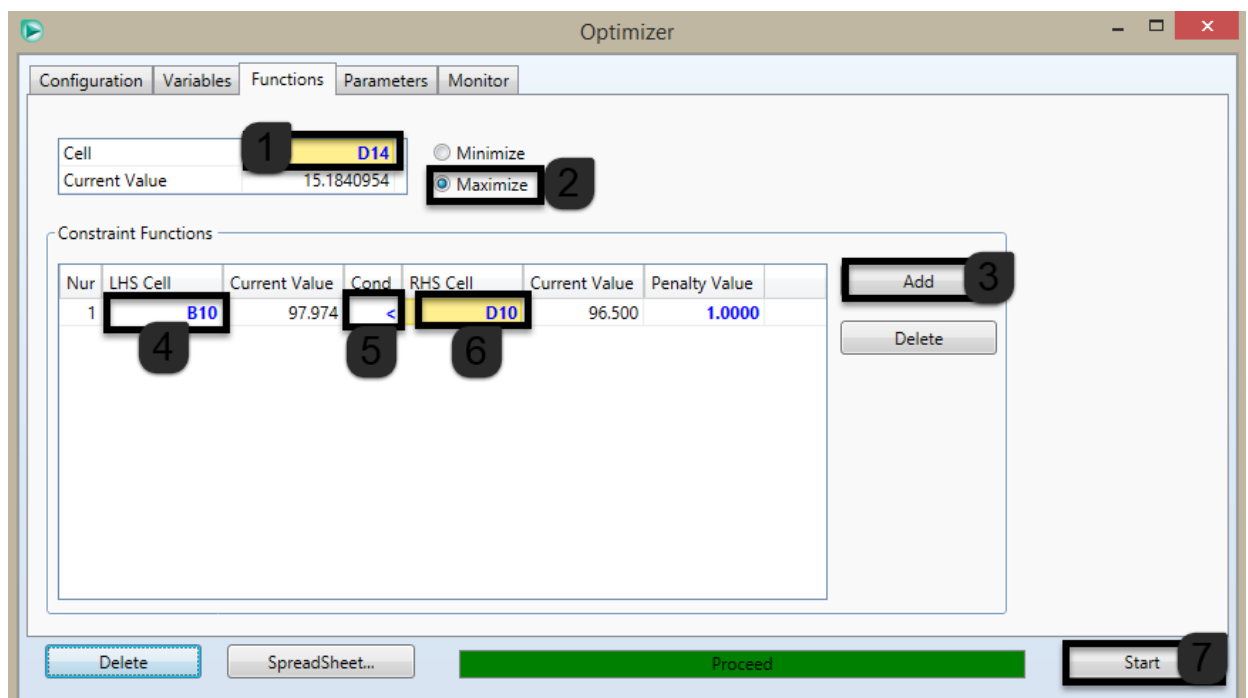 Optimizer
Configuration Variables Functions Parameters Monitor
Cell 1 D14 Minimize
Current Value 15.1840954 Maximize 2
Constraint Functions
Nur LHS Cell Current Value Cond RHS Cell Current Value Penalty Value Add 3
1 B10 97.974 < D10 96.500 1.0000
4 5 6 Delete
Delete SpreadSheet... Proceed Start 7